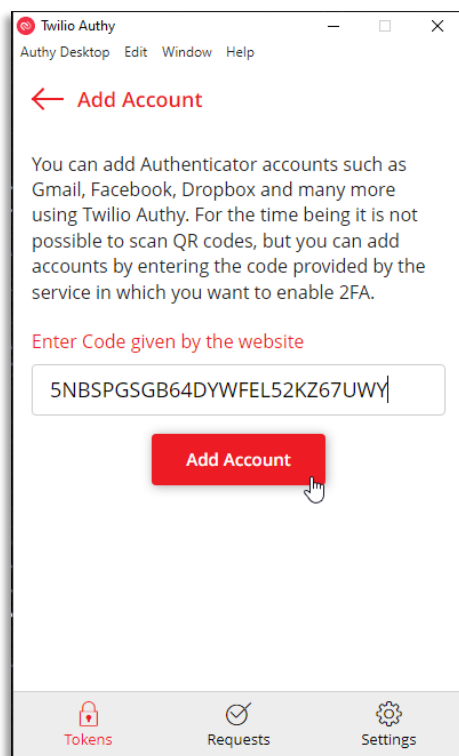 Twilio Authy
Authy Desktop Edit Window Help
Add Account
You can add Authenticator accounts such as
Gmail, Facebook, Dropbox and many more
using Twilio Authy. For the time being it is not
possible to scan QR codes, but you can add
accounts by entering the code provided by the
service in which you want to enable 2FA.
Enter Code given by the website
5NBSPGSGB64DYWFEL52KZ67UWY
Add Account
Tokens Requests Settings